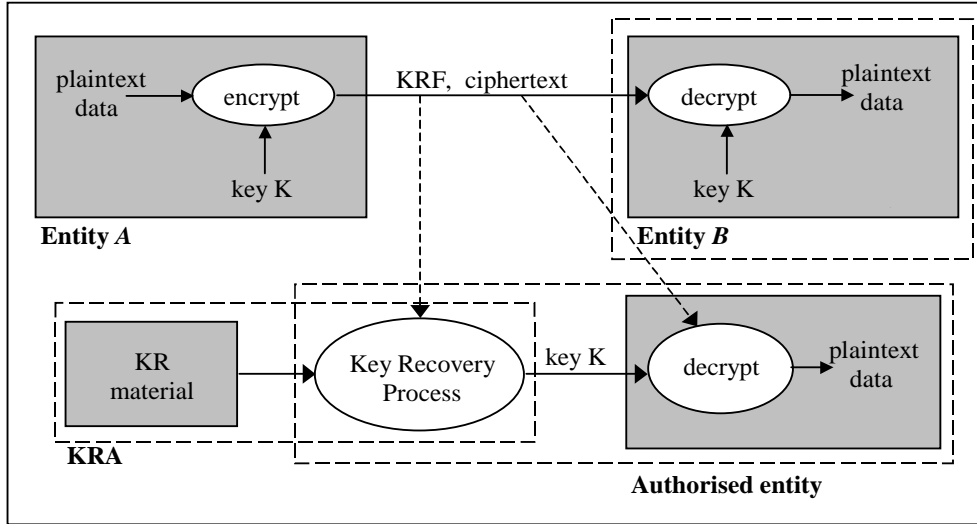 plaintext
data
encrypt
key K
Entity A
KRF, ciphertext
decrypt
plaintext
data
key K
Entity B
KR
material
KRA
Key Recovery
Process
key K
decrypt
plaintext
data
Authorised entity